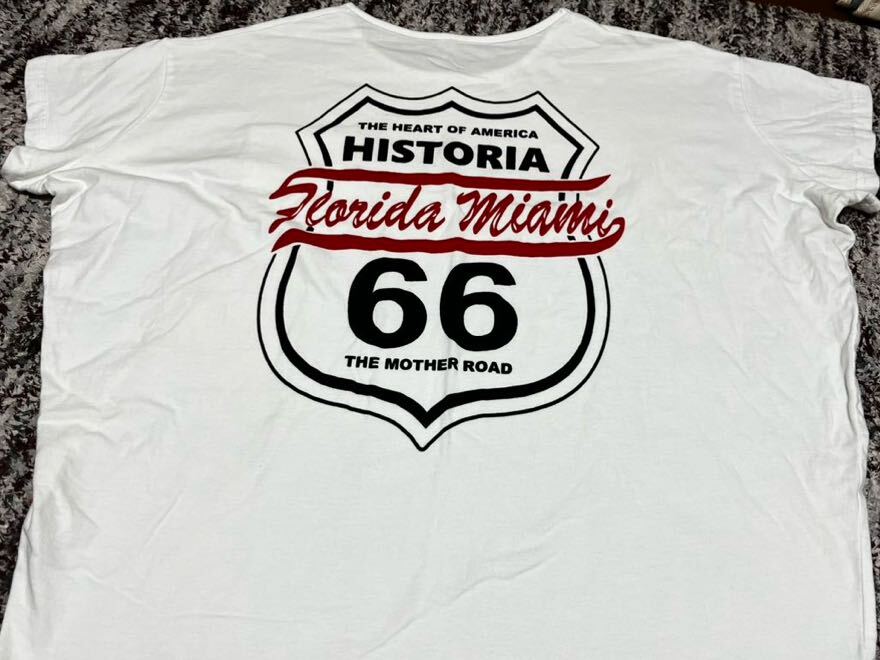 THE HEART OF AMERICA
HISTORIA
Florida Miami
66
THE MOTHER ROAD